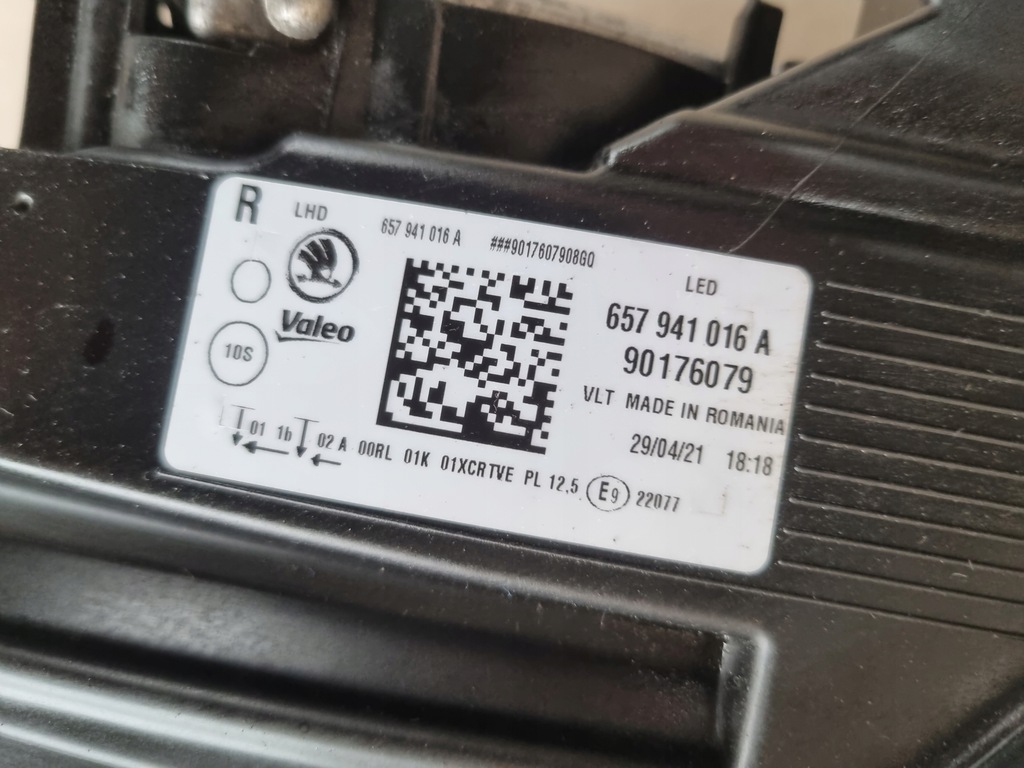 R LHD 657 941 016 A ###9017607908GQ
LED
Valeo
657 941 016 A
90176079
10S
VLT MADE IN ROMANIA
29/04/21 18:18
01 1b 02 A 00RL 01K 01XCRTVE PL 12,5 E9 22077